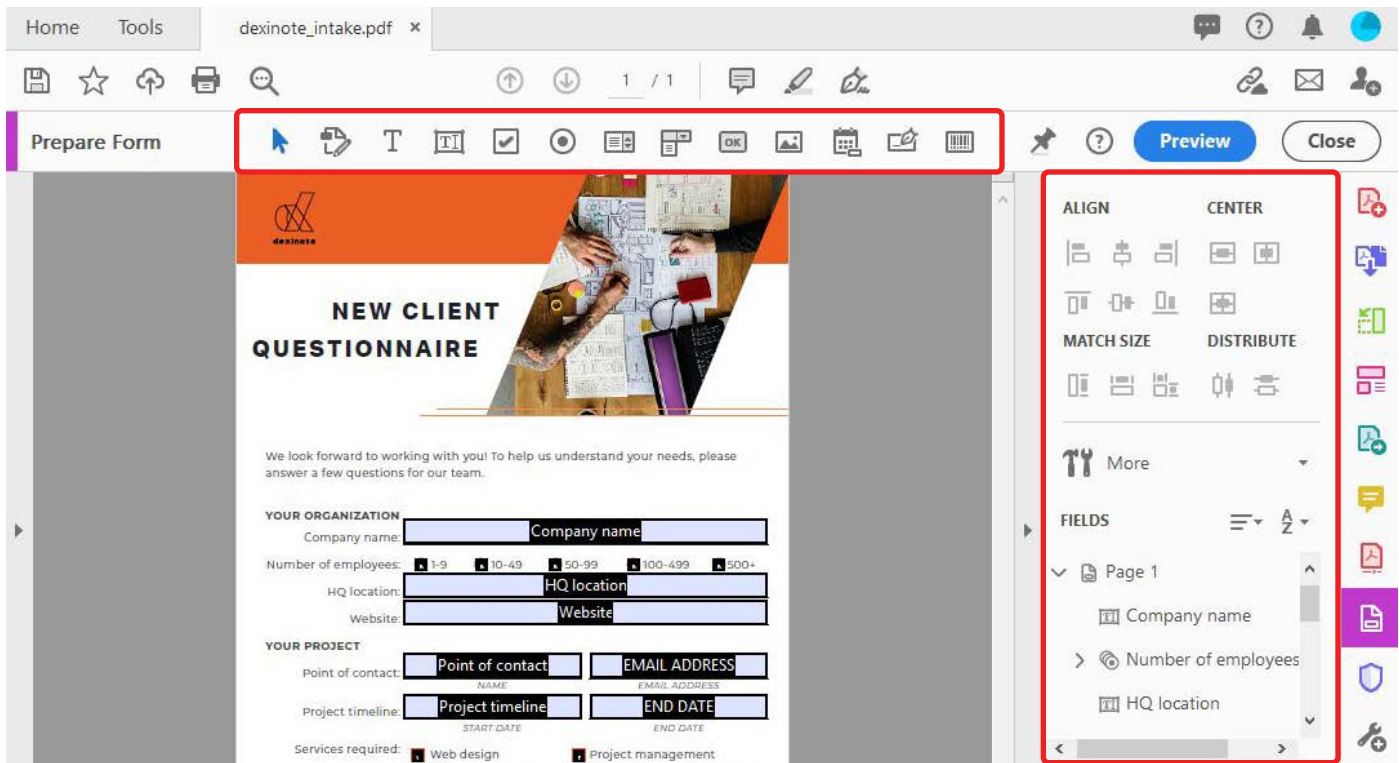 Home Tools dexinote_intake.pdf ×
1 / 1
Prepare Form T TI OK Preview Close
dexinote
NEW CLIENT
QUESTIONNAIRE
We look forward to working with you! To help us understand your needs, please
answer a few questions for our team.
YOUR ORGANIZATION
Company name: Company name
Number of employees: 1-9 10-49 50-99 100-499 500+
HQ location: HQ location
Website: Website
YOUR PROJECT
Point of contact: Point of contact EMAIL ADDRESS
NAME EMAIL ADDRESS
Project timeline: Project timeline END DATE
START DATE END DATE
Services required: Web design Project management
ALIGN CENTER
MATCH SIZE DISTRIBUTE
More
FIELDS A Z
Page 1
TI Company name
Number of employees
TI HQ location